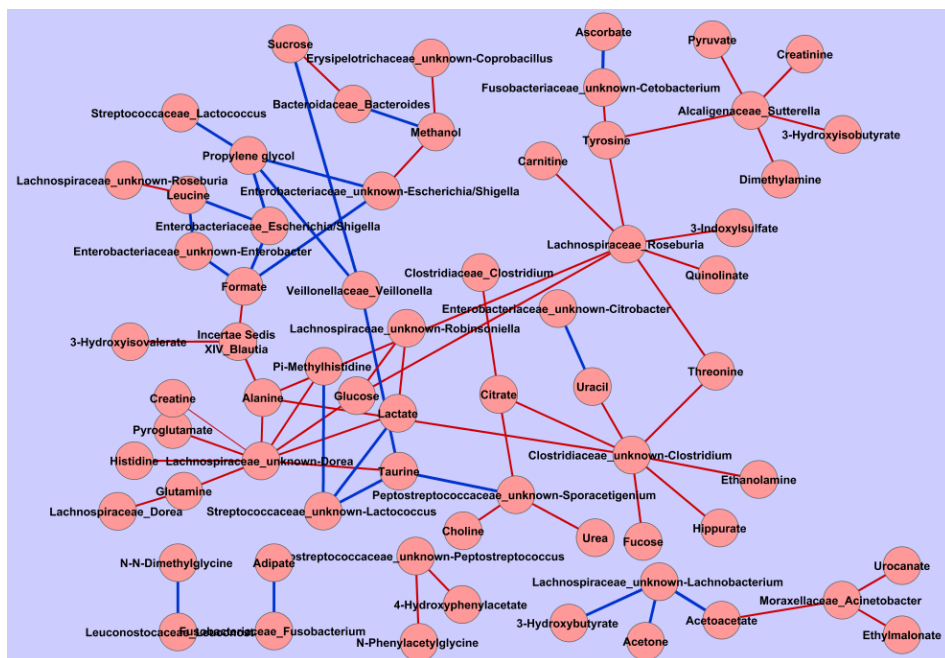 Ascorbate
Pyruvate
Creatinine
Sucrose
Erysipelotrichaceae_unknown-Coprobacillus
Fusobacteriaceae_unknown-Cetobacterium
Bacteroidaceae_Bacteroides
Alcaligenaceae_Sutterella
Streptococcaceae_Lactococcus
Methanol
3-Hydroxyisobutyrate
Tyrosine
Propylene glycol
Carnitine
Lachnospiraceae_unknown-Roseburia
Enterobacteriaceae_unknown-Escherichia/Shigella
Dimethylamine
Leucine
Enterobacteriaceae_Escherichia/Shigella
3-Indoxylsulfate
Enterobacteriaceae_unknown-Enterobacter
Lachnospiraceae_Roseburia
Clostridiaceae_Clostridium
Quinolinate
Formate
Veillonellaceae_Veillonella
Enterobacteriaceae_unknown-Citrobacter
Lachnospiraceae_unknown-Robinsoniella
Incertae Sedis
XIV_Blautia
3-Hydroxyisovalerate
Pi-Methylhistidine
Threonine
Uracil
Creatine
Alanine
Glucose
Citrate
Lactate
Pyroglutamate
Histidine
Lachnospiraceae_unknown-Dorea
Clostridiaceae_unknown-Clostridium
Taurine
Ethanolamine
Glutamine
Peptostreptococcaceae_unknown-Sporacetigenium
Lachnospiraceae_Dorea
Streptococcaceae_unknown-Lactococcus
Hippurate
Choline
Urea
Fucose
N-N-Dimethylglycine
Adipate
ostreptococcaceae_unknown-Peptostreptococcus
Urocanate
Lachnospiraceae_unknown-Lachnobacterium
Moraxellaceae_Acinetobacter
4-Hydroxyphenylacetate
3-Hydroxybutyrate
Acetoacetate
Fusobacteriaceae_Fusobacterium
N-Phenylacetylglycine
Acetone
Ethylmalonate